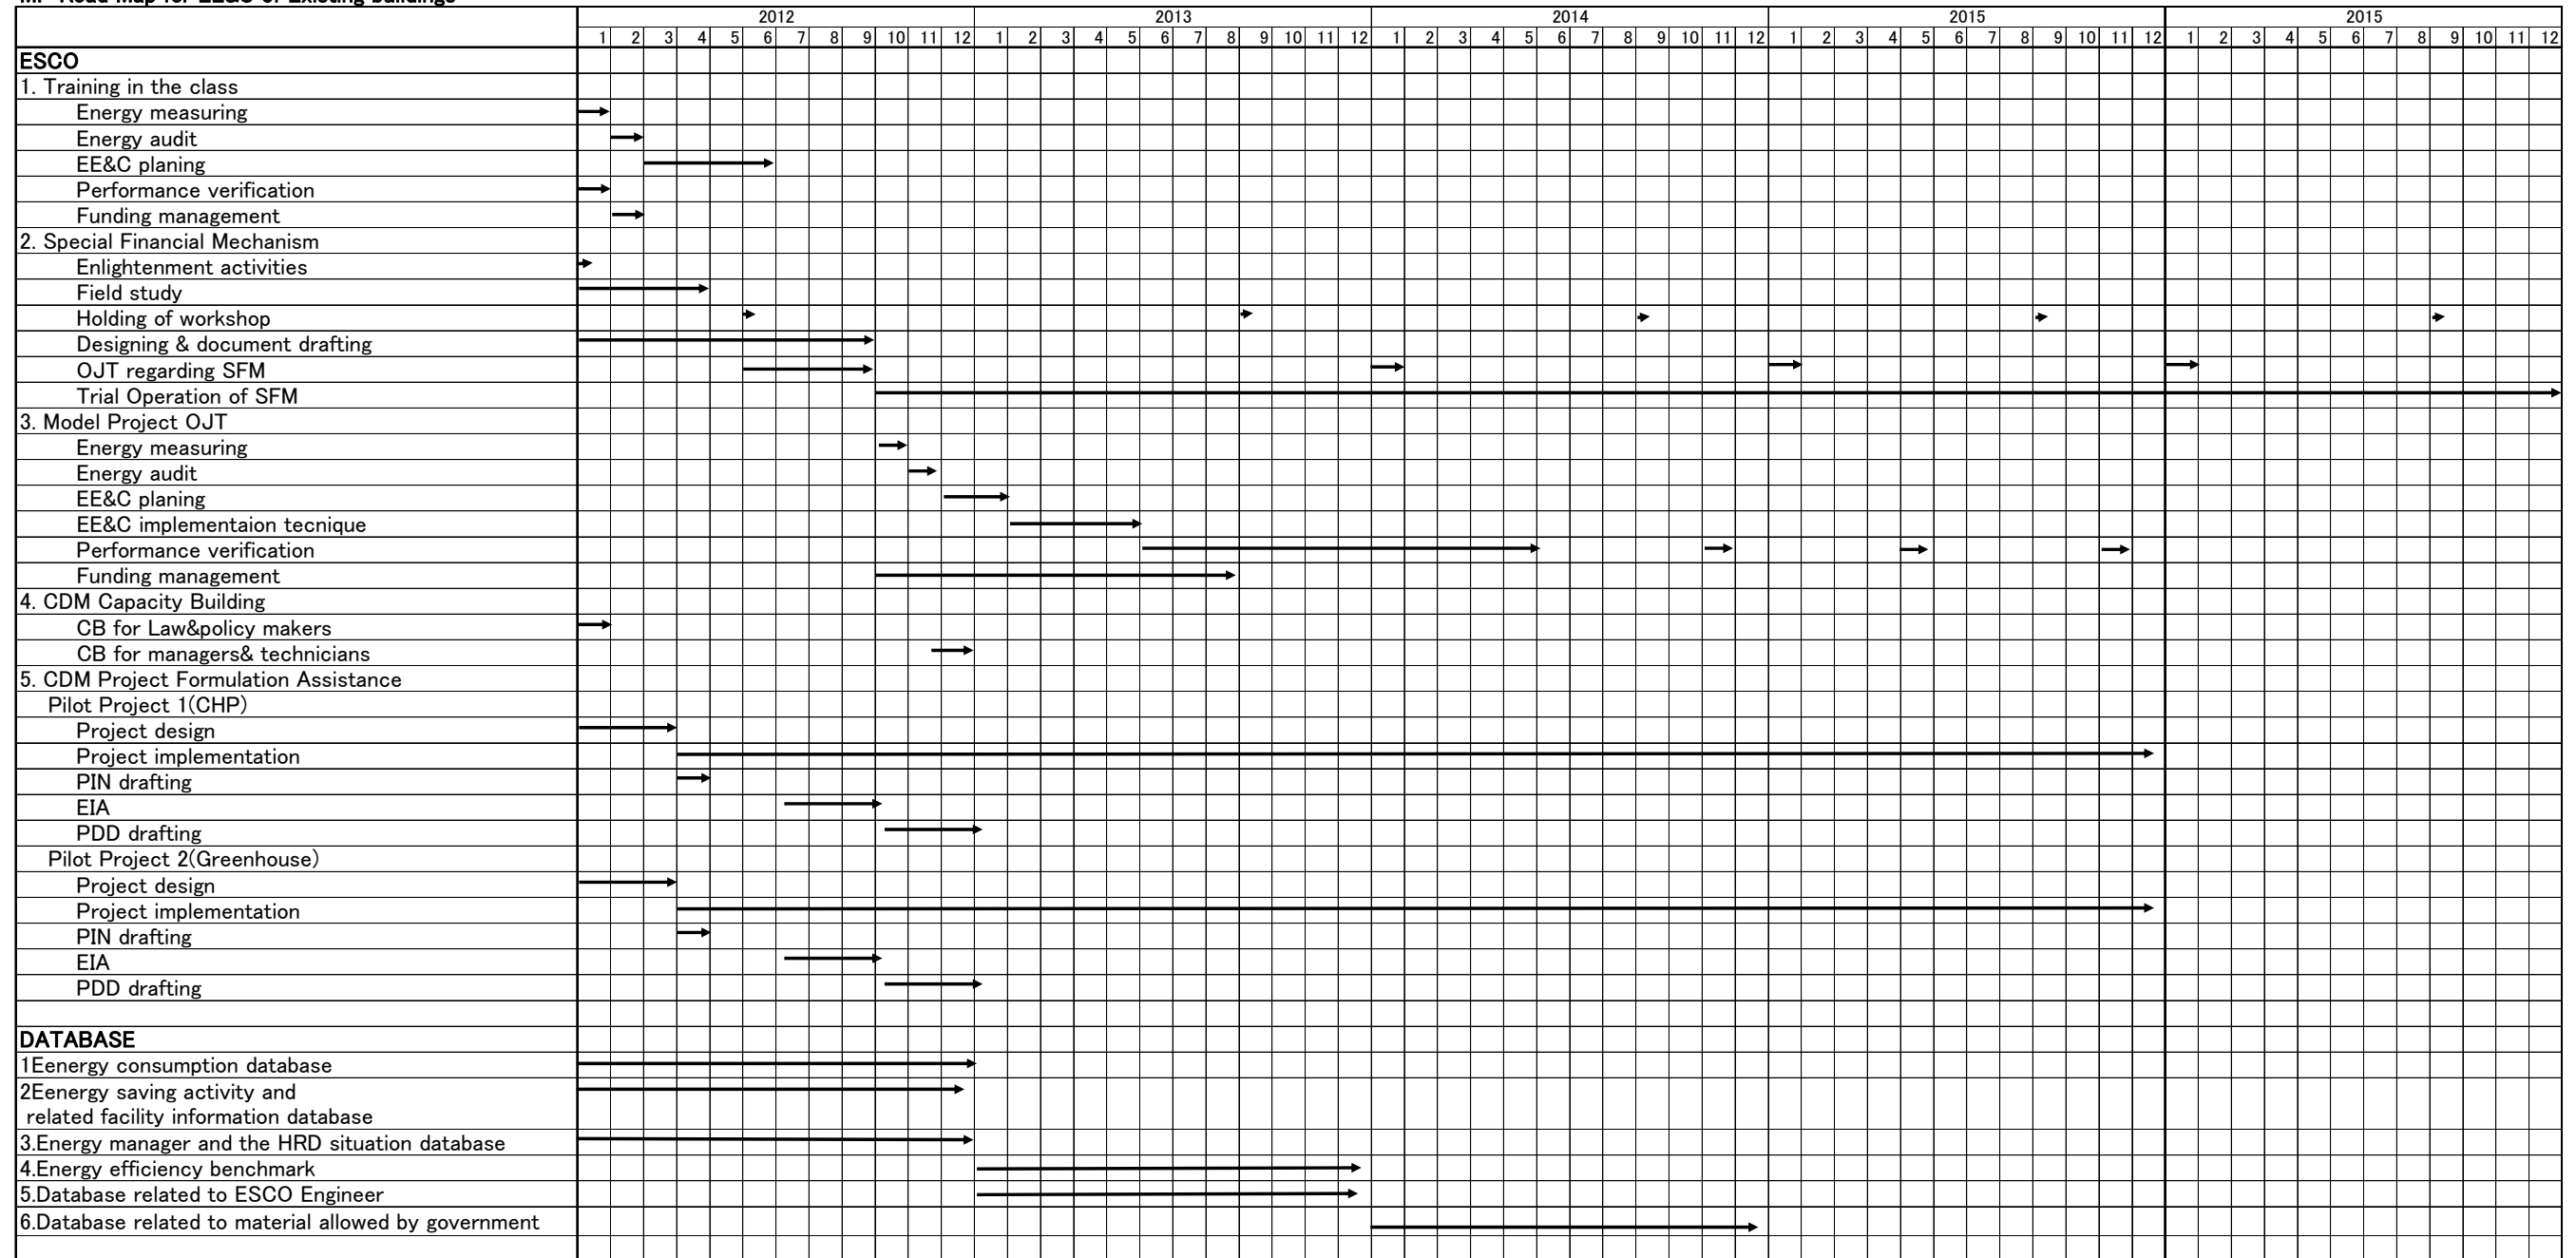 MP Road Map for EE&C of Existing buildings
2012 2013 2014 2015 2015
1 2 3 4 5 6 7 8 9 10 11 12 1 2 3 4 5 6 7 8 9 10 11 12 1 2 3 4 5 6 7 8 9 10 11 12 1 2 3 4 5 6 7 8 9 10 11 12 1 2 3 4 5 6 7 8 9 10 11 12
ESCO
1. Training in the class
Energy measuring
Energy audit
EE&C planing
Performance verification
Funding management
2. Special Financial Mechanism
Enlightenment activities
Field study
Holding of workshop
Designing & document drafting
OJT regarding SFM
Trial Operation of SFM
3. Model Project OJT
Energy measuring
Energy audit
EE&C planing
EE&C implementaion tecnique
Performance verification
Funding management
4. CDM Capacity Building
CB for Law&policy makers
CB for managers& technicians
5. CDM Project Formulation Assistance
Pilot Project 1(CHP)
Project design
Project implementation
PIN drafting
EIA
PDD drafting
Pilot Project 2(Greenhouse)
Project design
Project implementation
PIN drafting
EIA
PDD drafting
DATABASE
1Eenergy consumption database
2Eenergy saving activity and
related facility information database
3.Energy manager and the HRD situation database
4.Energy efficiency benchmark
5.Database related to ESCO Engineer
6.Database related to material allowed by government